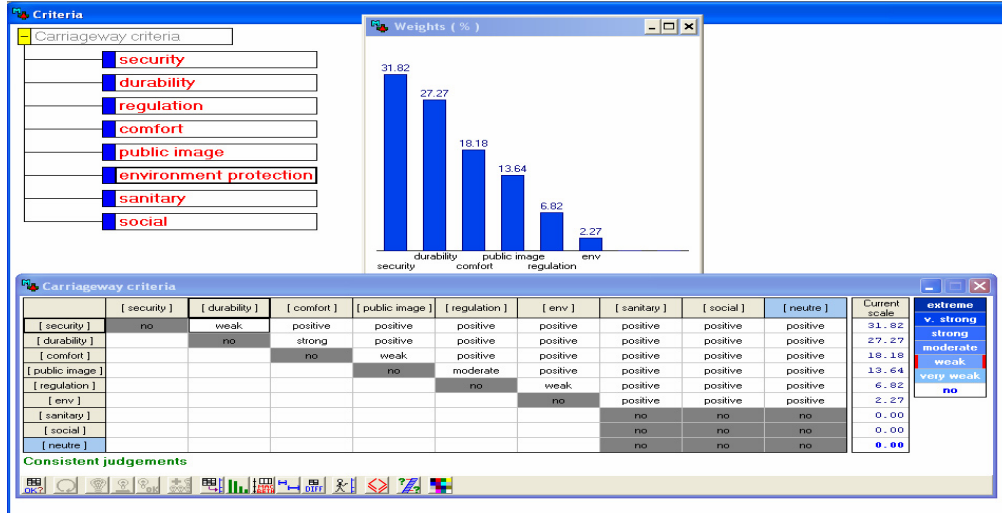 Criteria
Carriageway criteria
security
durability
regulation
comfort
public image
environment protection
sanitary
social
Weights ( % )
31.82
27.27
18.18
13.64
6.82
2.27
durability public image env
security comfort regulation
Carriageway criteria
[ security ] [ durability ] [ comfort ] [ public image ] [ regulation ] [ env ] [ sanitary ] [ social ] [ neutre ] Current scale
[ security ] no weak positive positive positive positive positive positive positive 31.82
[ durability ] no strong positive positive positive positive positive positive 27.27
[ comfort ] no weak positive positive positive positive positive 18.18
[ public image ] no moderate positive positive positive positive 13.64
[ regulation ] no weak positive positive positive 6.82
[ env ] no positive positive positive 2.27
[ sanitary ] no no no 0.00
[ social ] no no no 0.00
[ neutre ] no no no 0.00
extreme
v. strong
strong
moderate
weak
very weak
no
Consistent judgements
OK?
DIFF